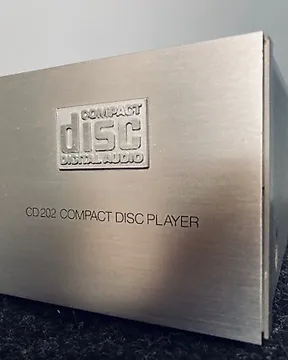 COMPACT
disc
DIGITAL AUDIO
CD 202 COMPACT DISC PLAYER